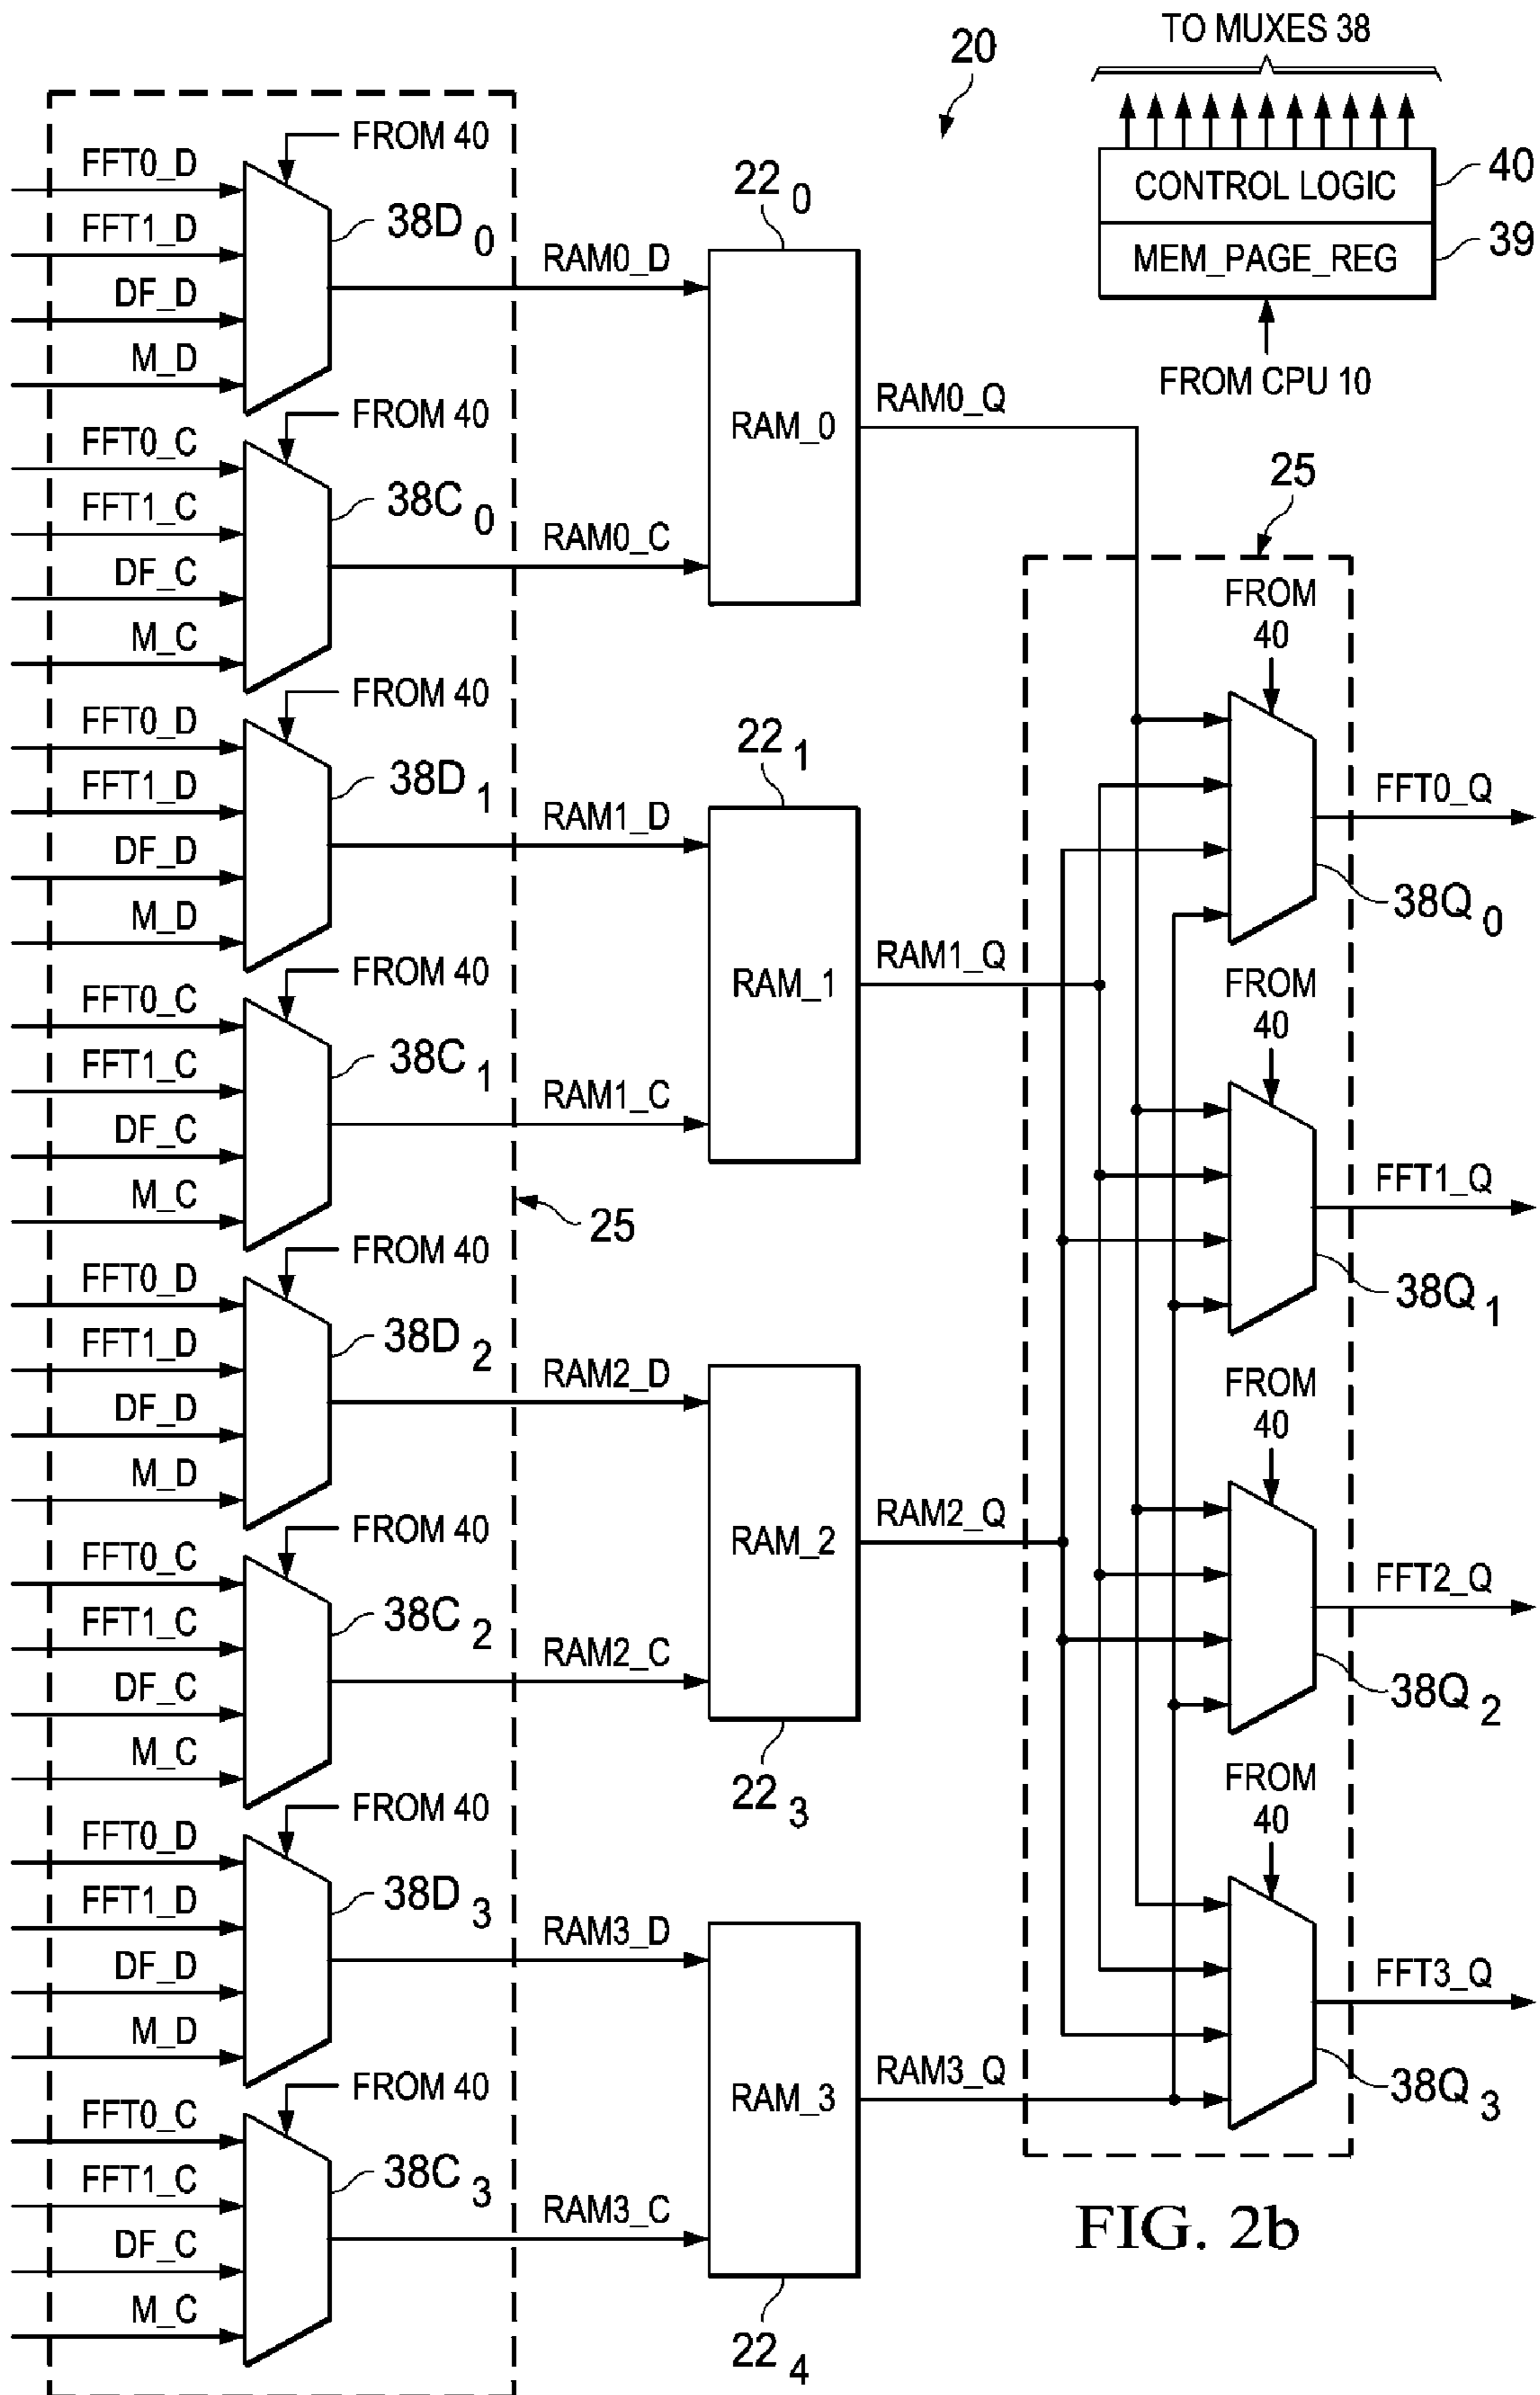 TO MUXES 38
20
CONTROL LOGIC
40
MEM_PAGE_REG
39
FROM CPU 10
FROM 40
FFT0_D
FFT1_D
DF_D
M_D
38D 0
RAM0_D
22 0
FROM 40
FFT0_C
FFT1_C
DF_C
M_C
38C 0
RAM0_C
RAM_0
RAM0_Q
FROM 40
FFT0_D
FFT1_D
DF_D
M_D
38D 1
RAM1_D
22 1
FROM 40
FFT0_C
FFT1_C
DF_C
M_C
38C 1
RAM1_C
RAM_1
RAM1_Q
25
FROM 40
FFT0_D
FFT1_D
DF_D
M_D
38D 2
RAM2_D
FROM 40
FFT0_C
FFT1_C
DF_C
M_C
38C 2
RAM2_C
RAM_2
RAM2_Q
22 3
FROM 40
FFT0_D
FFT1_D
DF_D
M_D
38D 3
RAM3_D
FROM 40
FFT0_C
FFT1_C
DF_C
M_C
38C 3
RAM3_C
RAM_3
RAM3_Q
22 4
25
FROM
40
FFT0_Q
38Q 0
FROM
40
FFT1_Q
38Q 1
FROM
40
FFT2_Q
38Q 2
FROM
40
FFT3_Q
38Q 3
FIG. 2b